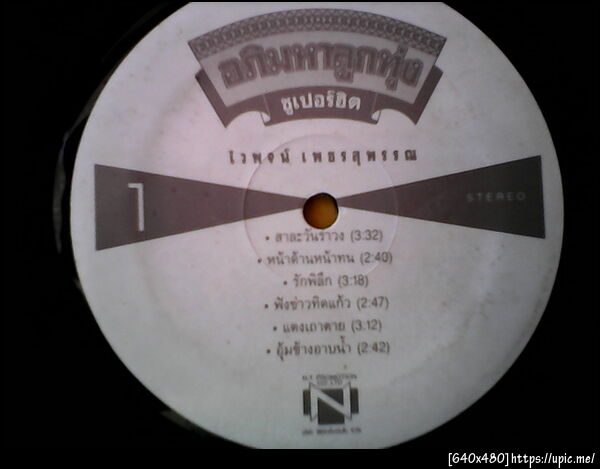 อภิมหาลูกทุ่ง
ซูเปอร์ฮิต
ไวพจน์ เพชรสุพรรณ
1
STEREO
• สาละวันรำวง (3:32)
• หน้าด้านหน้าทน (2:40)
• รักพิลึก (3:18)
• ฟังข่าวทิดแก้ว (2:47)
• แตงเถาตาย (3:12)
• อุ้มช้างอาบน้ำ (2:42)
N.T. PROMOTION
CO.LTD
N
[640x480]https://upic.me/